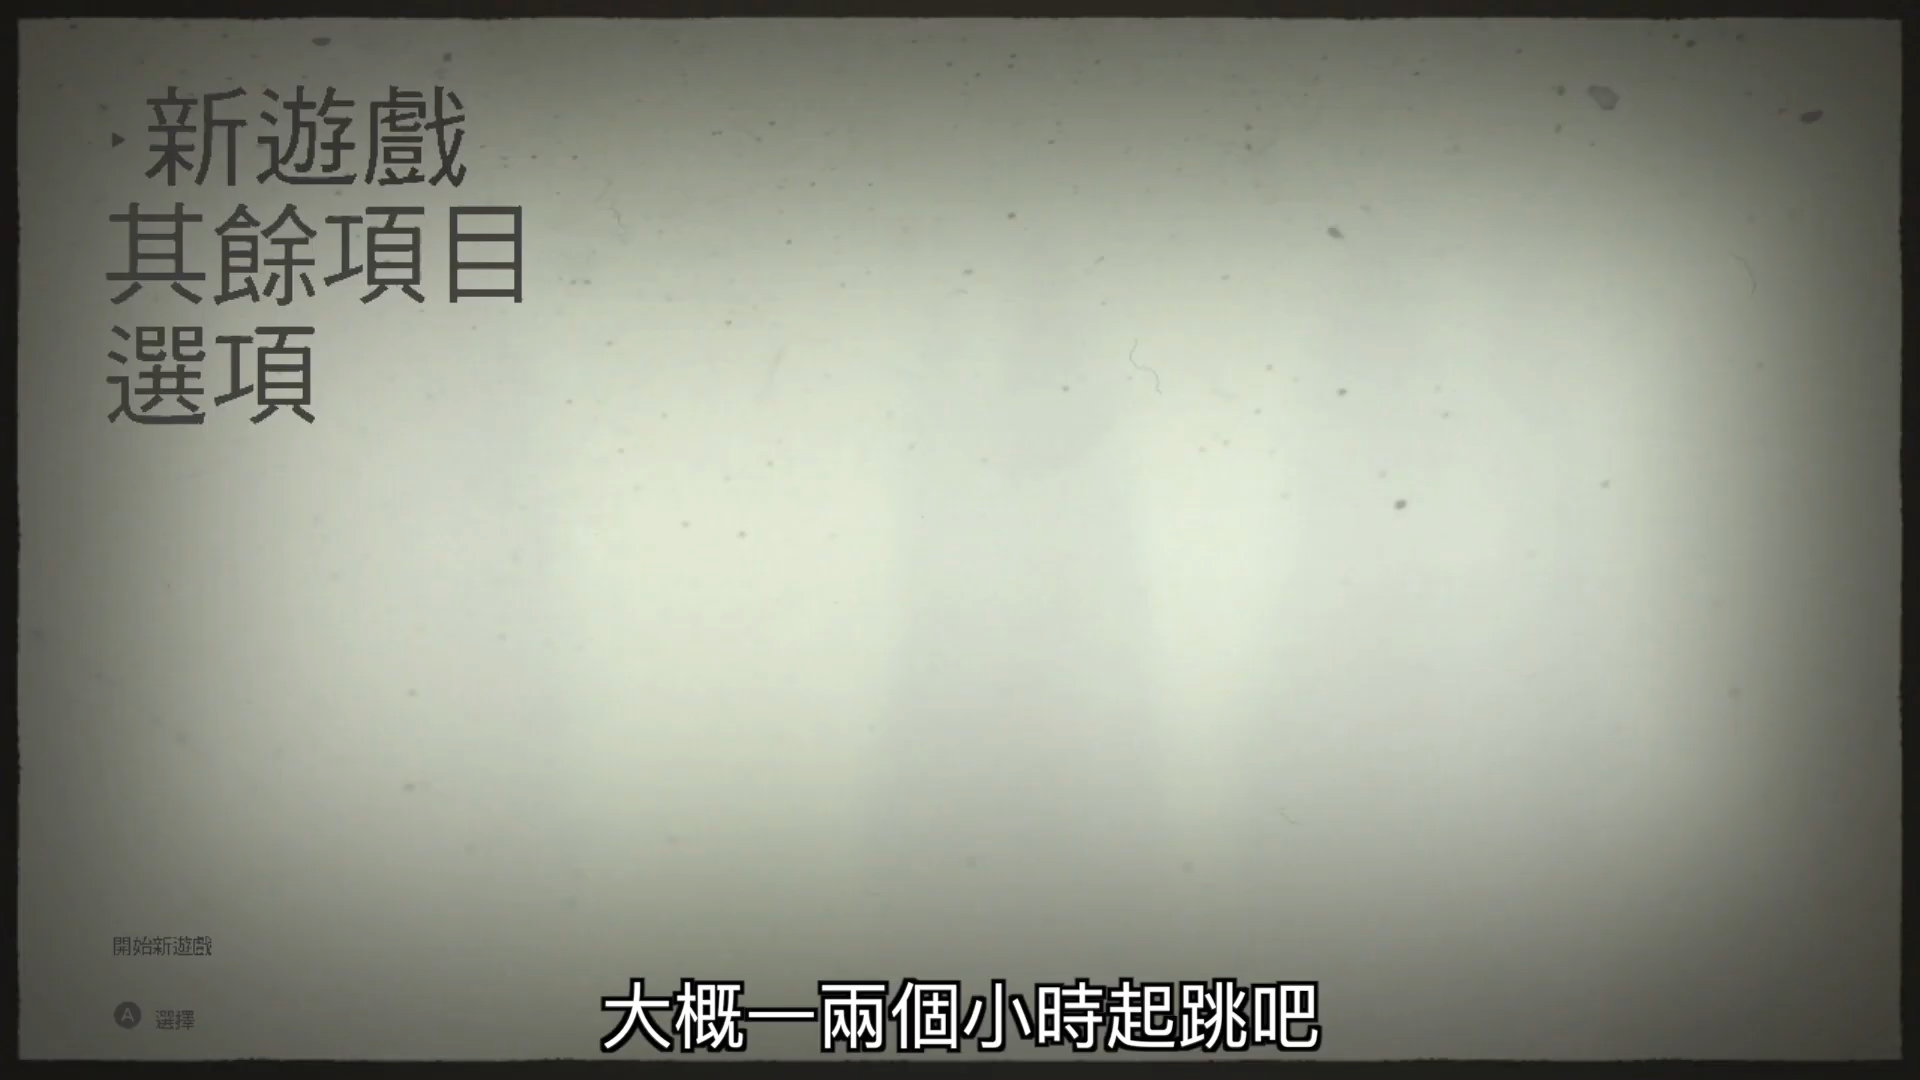 新遊戲
其餘項目
選項
開始新遊戲
A 選擇
大概一兩個小時起跳吧